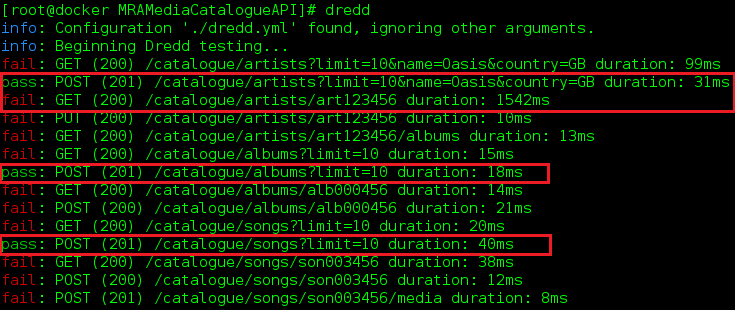 [root@docker MRAMediaCatalogueAPI]# dredd
info: Configuration './dredd.yml' found, ignoring other arguments.
info: Beginning Dredd testing...
fail: GET (200) /catalogue/artists?limit=10&name=Oasis&country=GB duration: 99ms
pass: POST (201) /catalogue/artists?limit=10&name=Oasis&country=GB duration: 31ms
fail: GET (200) /catalogue/artists/art123456 duration: 1542ms
fail: PUT (200) /catalogue/artists/art123456 duration: 10ms
fail: GET (200) /catalogue/artists/art123456/albums duration: 13ms
fail: GET (200) /catalogue/albums?limit=10 duration: 15ms
pass: POST (201) /catalogue/albums?limit=10 duration: 18ms
fail: GET (200) /catalogue/albums/alb000456 duration: 14ms
fail: POST (200) /catalogue/albums/alb000456 duration: 21ms
fail: GET (200) /catalogue/songs?limit=10 duration: 20ms
pass: POST (201) /catalogue/songs?limit=10 duration: 40ms
fail: GET (200) /catalogue/songs/son003456 duration: 38ms
fail: POST (200) /catalogue/songs/son003456 duration: 12ms
fail: POST (201) /catalogue/songs/son003456/media duration: 8ms